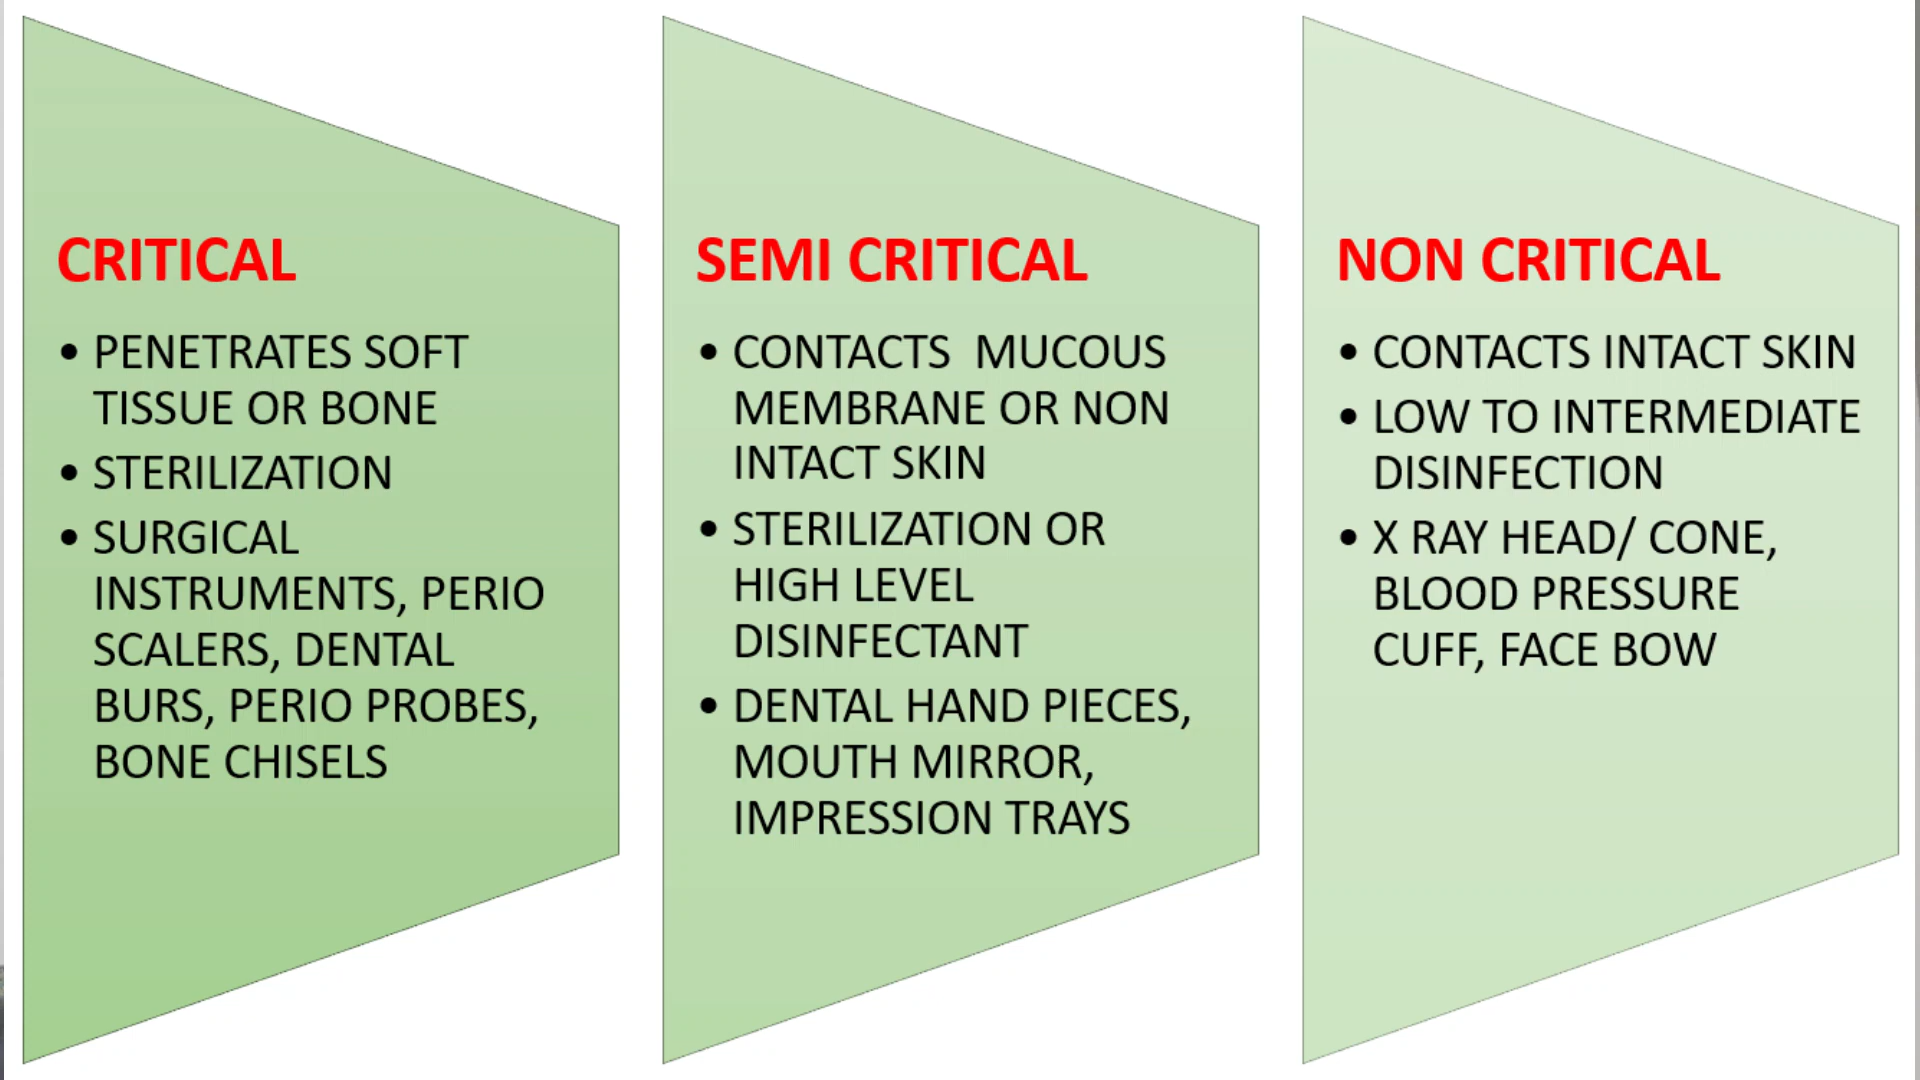 CRITICAL
• PENETRATES SOFT
TISSUE OR BONE
• STERILIZATION
• SURGICAL
INSTRUMENTS, PERIO
SCALERS, DENTAL
BURS, PERIO PROBES,
BONE CHISELS
SEMI CRITICAL
• CONTACTS  MUCOUS
MEMBRANE OR NON
INTACT SKIN
• STERILIZATION OR
HIGH LEVEL
DISINFECTANT
• DENTAL HAND PIECES,
MOUTH MIRROR,
IMPRESSION TRAYS
NON CRITICAL
• CONTACTS INTACT SKIN
• LOW TO INTERMEDIATE
DISINFECTION
• X RAY HEAD/ CONE,
BLOOD PRESSURE
CUFF, FACE BOW